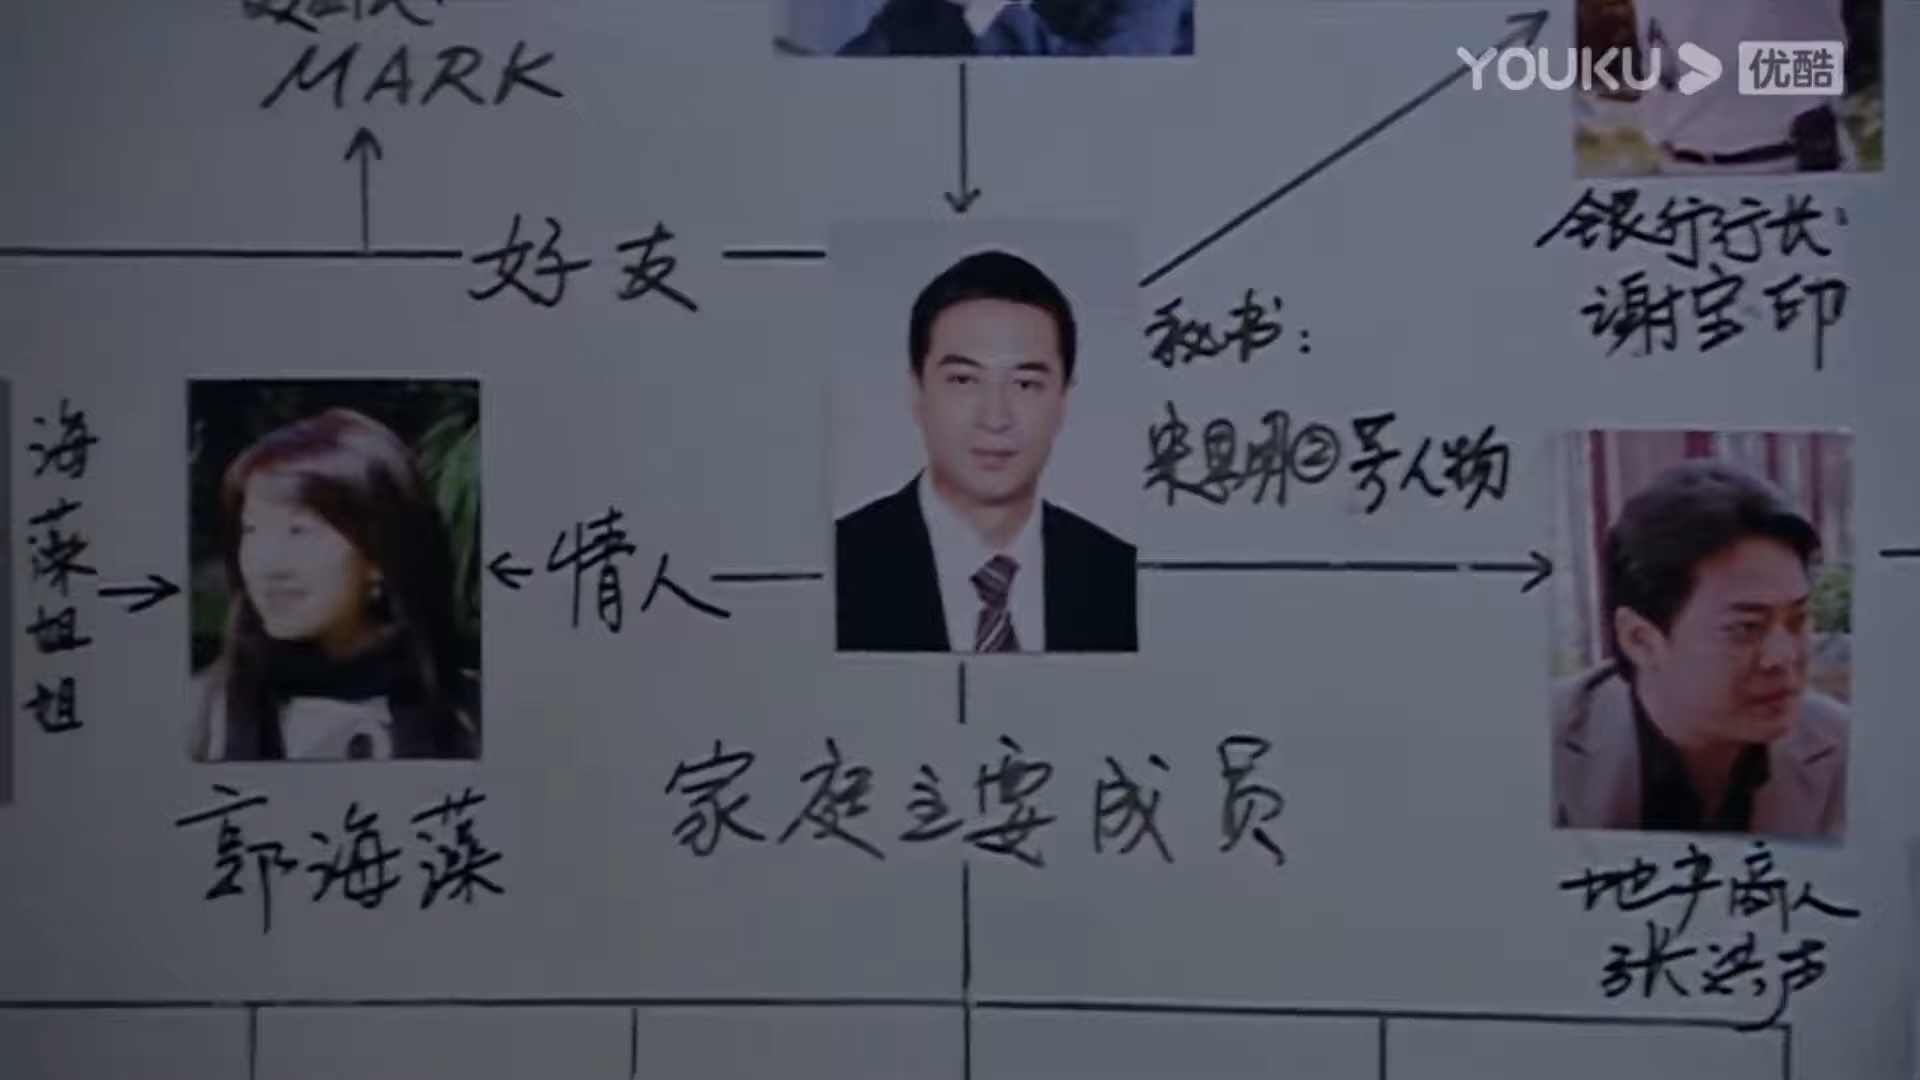 MARK
YOUKU 优酷
好友
银行行长:
谢宝印
秘书:
宋思明②号人物
海藻姐姐
情人
郭海藻
家庭主要成员
地产商人
张洪声